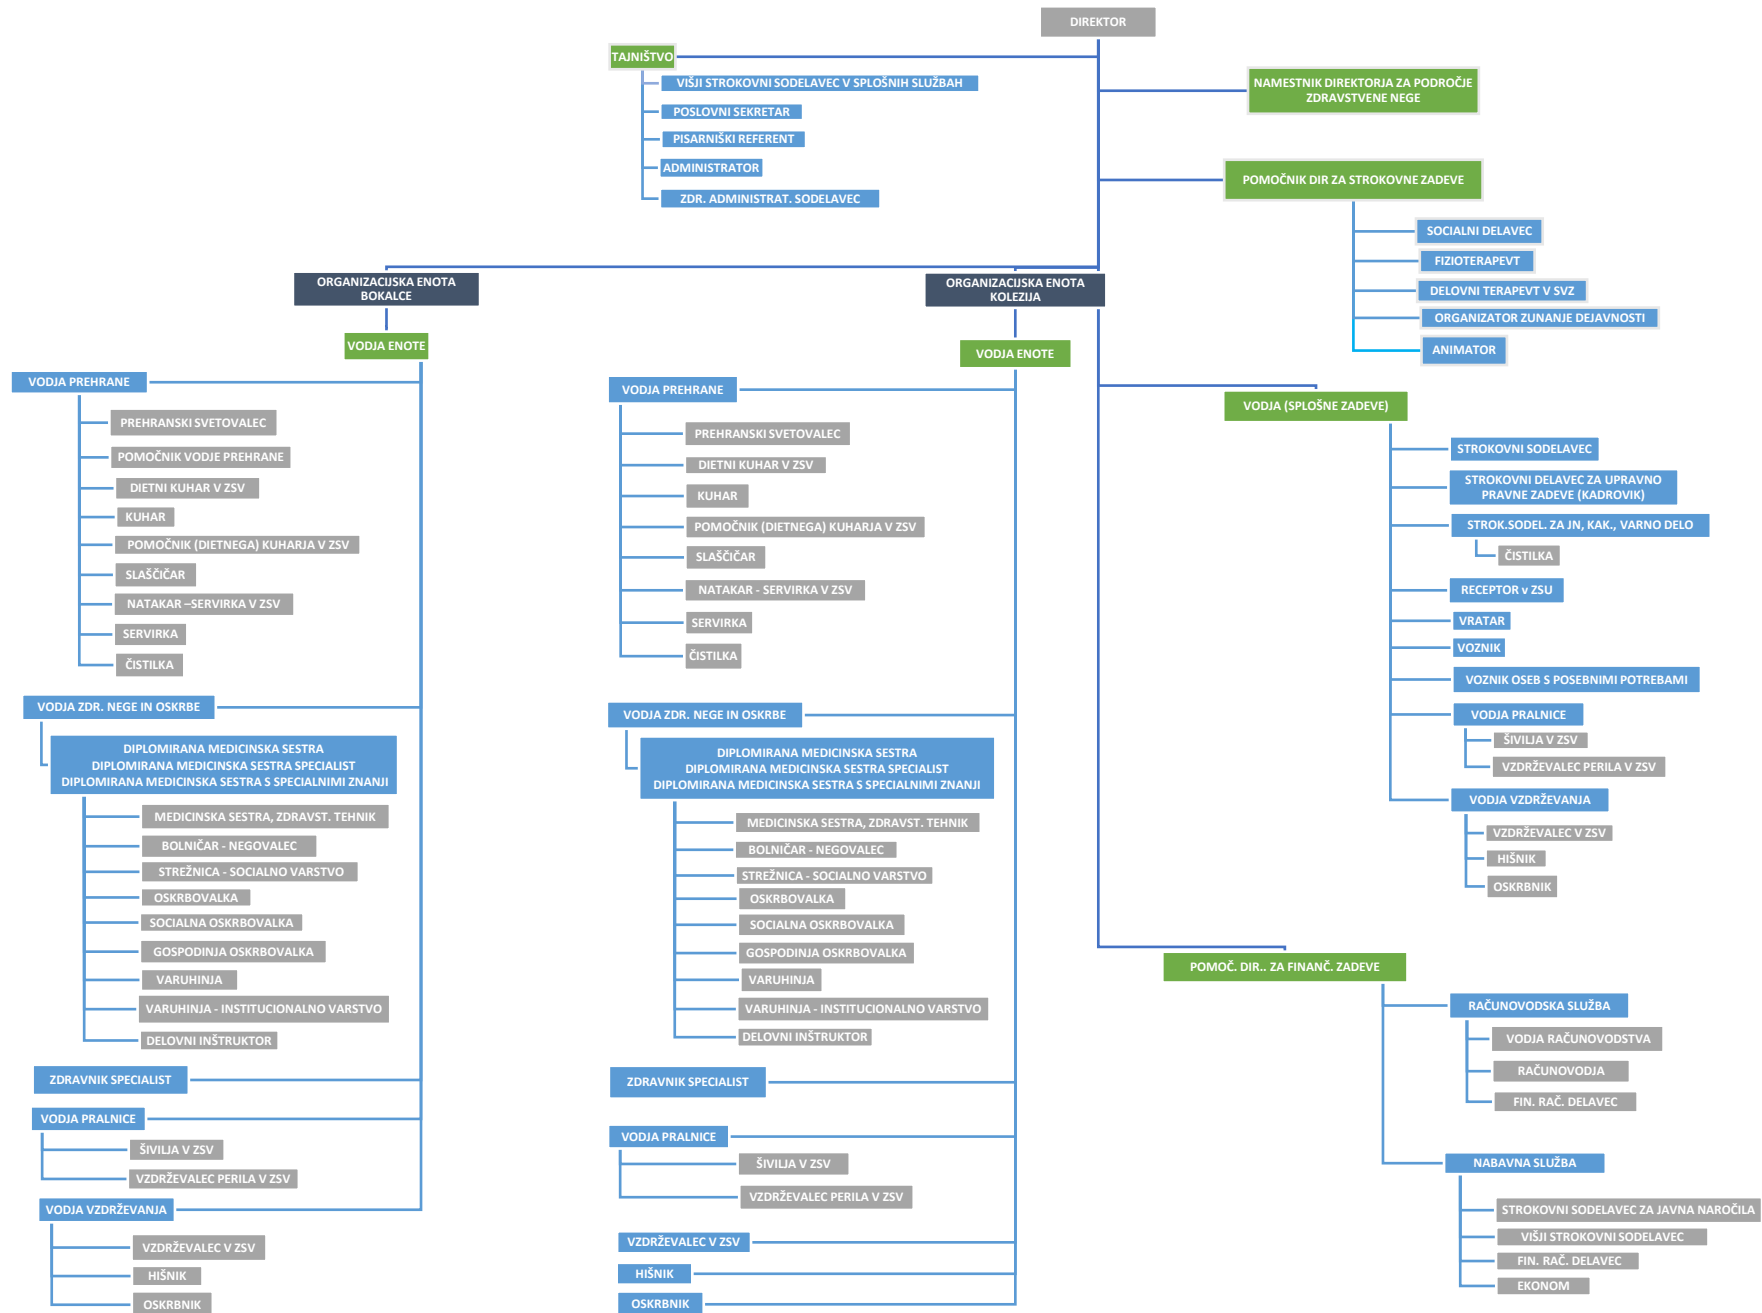 DIREKTOR
TAJNIŠTVO
VIŠJI STROKOVNI SODELAVEC V SPLOŠNIH SLUŽBAH
POSLOVNI SEKRETAR
PISARNIŠKI REFERENT
ADMINISTRATOR
ZDR. ADMINISTRAT. SODELAVEC
NAMESTNIK DIREKTORJA ZA PODROČJE
ZDRAVSTVENE NEGE
POMOČNIK DIR ZA STROKOVNE ZADEVE
SOCIALNI DELAVEC
FIZIOTERAPEVT
DELOVNI TERAPEVT V SVZ
ORGANIZATOR ZUNANJE DEJAVNOSTI
ANIMATOR
ORGANIZACIJSKA ENOTA
BOKALCE
VODJA ENOTE
VODJA PREHRANE
PREHRANSKI SVETOVALEC
POMOČNIK VODJE PREHRANE
DIETNI KUHAR V ZSV
KUHAR
POMOČNIK (DIETNEGA) KUHARJA V ZSV
SLAŠČIČAR
NATAKAR –SERVIRKA V ZSV
SERVIRKA
ČISTILKA
VODJA ZDR. NEGE IN OSKRBE
DIPLOMIRANA MEDICINSKA SESTRA
DIPLOMIRANA MEDICINSKA SESTRA SPECIALIST
DIPLOMIRANA MEDICINSKA SESTRA S SPECIALNIMI ZNANJI
MEDICINSKA SESTRA, ZDRAVST. TEHNIK
BOLNIČAR - NEGOVALEC
STREŽNICA - SOCIALNO VARSTVO
OSKRBOVALKA
SOCIALNA OSKRBOVALKA
GOSPODINJA OSKRBOVALKA
VARUHINJA
VARUHINJA - INSTITUCIONALNO VARSTVO
DELOVNI INŠTRUKTOR
ZDRAVNIK SPECIALIST
VODJA PRALNICE
ŠIVILJA V ZSV
VZDRŽEVALEC PERILA V ZSV
VODJA VZDRŽEVANJA
VZDRŽEVALEC V ZSV
HIŠNIK
OSKRBNIK
ORGANIZACIJSKA ENOTA
KOLEZIJA
VODJA ENOTE
VODJA PREHRANE
PREHRANSKI SVETOVALEC
DIETNI KUHAR V ZSV
KUHAR
POMOČNIK (DIETNEGA) KUHARJA V ZSV
SLAŠČIČAR
NATAKAR - SERVIRKA V ZSV
SERVIRKA
ČISTILKA
VODJA ZDR. NEGE IN OSKRBE
DIPLOMIRANA MEDICINSKA SESTRA
DIPLOMIRANA MEDICINSKA SESTRA SPECIALIST
DIPLOMIRANA MEDICINSKA SESTRA S SPECIALNIMI ZNANJI
MEDICINSKA SESTRA, ZDRAVST. TEHNIK
BOLNIČAR - NEGOVALEC
STREŽNICA - SOCIALNO VARSTVO
OSKRBOVALKA
SOCIALNA OSKRBOVALKA
GOSPODINJA OSKRBOVALKA
VARUHINJA
VARUHINJA - INSTITUCIONALNO VARSTVO
DELOVNI INŠTRUKTOR
ZDRAVNIK SPECIALIST
VODJA PRALNICE
ŠIVILJA V ZSV
VZDRŽEVALEC PERILA V ZSV
VZDRŽEVALEC V ZSV
HIŠNIK
OSKRBNIK
VODJA (SPLOŠNE ZADEVE)
STROKOVNI SODELAVEC
STROKOVNI DELAVEC ZA UPRAVNO
PRAVNE ZADEVE (KADROVIK)
STROK.SODEL. ZA JN, KAK., VARNO DELO
ČISTILKA
RECEPTOR v ZSU
VRATAR
VOZNIK
VOZNIK OSEB S POSEBNIMI POTREBAMI
VODJA PRALNICE
ŠIVILJA V ZSV
VZDRŽEVALEC PERILA V ZSV
VODJA VZDRŽEVANJA
VZDRŽEVALEC V ZSV
HIŠNIK
OSKRBNIK
POMOČ. DIR.. ZA FINANČ. ZADEVE
RAČUNOVODSKA SLUŽBA
VODJA RAČUNOVODSTVA
RAČUNOVODJA
FIN. RAČ. DELAVEC
NABAVNA SLUŽBA
STROKOVNI SODELAVEC ZA JAVNA NAROČILA
VIŠJI STROKOVNI SODELAVEC
FIN. RAČ. DELAVEC
EKONOM